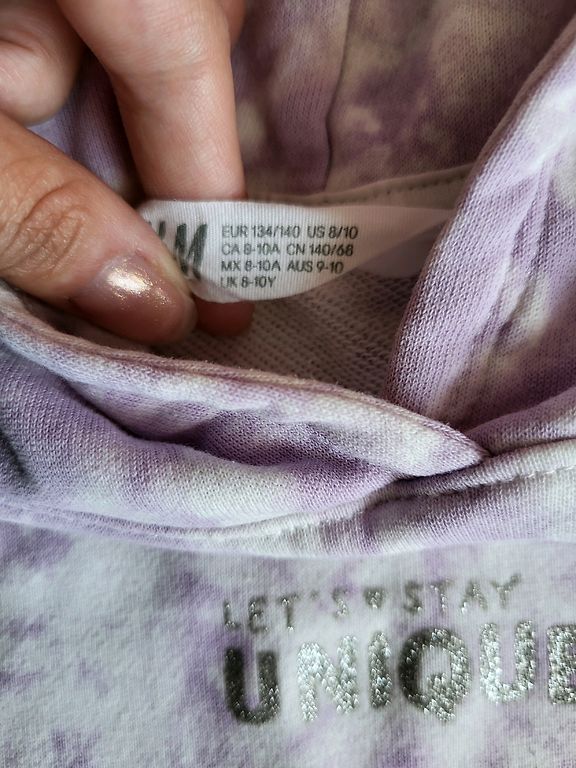 EUR 134/140 US 8/10
CA 8-10A CN 140/68
MX 8-10A AUS 9-10
UK 8-10Y
LET'S♥STAY
UNIQUE